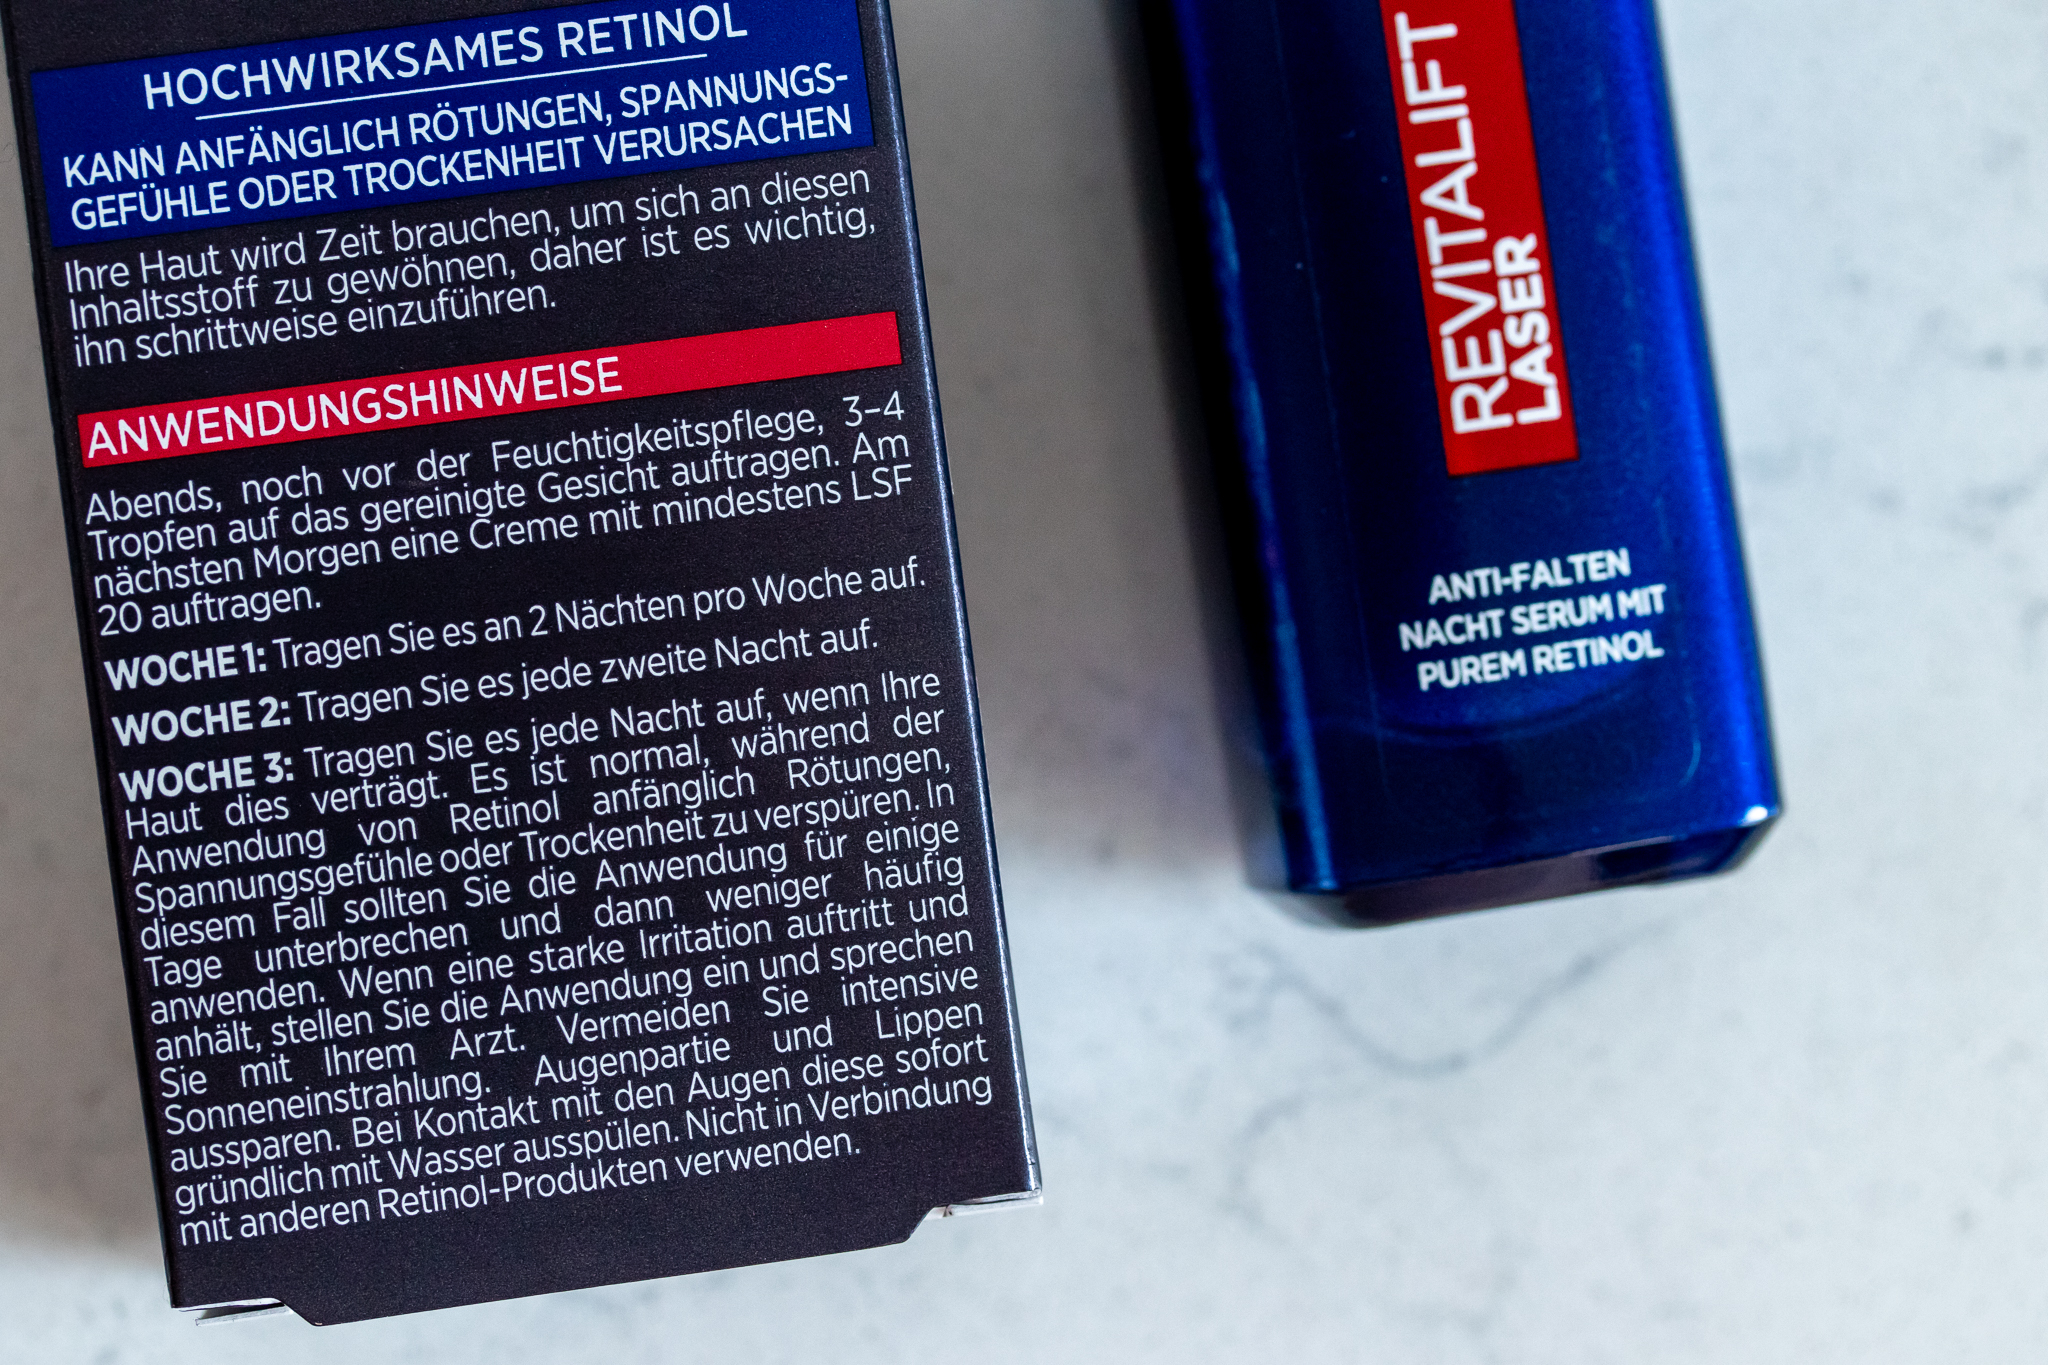 HOCHWIRKSAMES RETINOL
KANN ANFÄNGLICH RÖTUNGEN, SPANNUNGS-
GEFÜHLE ODER TROCKENHEIT VERURSACHEN
Ihre Haut wird Zeit brauchen, um sich an diesen
Inhaltsstoff zu gewöhnen, daher ist es wichtig,
ihn schrittweise einzuführen.
ANWENDUNGSHINWEISE
Abends, noch vor der Feuchtigkeitspflege, 3-4
Tropfen auf das gereinigte Gesicht auftragen. Am
nächsten Morgen eine Creme mit mindestens LSF
20 auftragen.
WOCHE 1: Tragen Sie es an 2 Nächten pro Woche auf.
WOCHE 2: Tragen Sie es jede zweite Nacht auf.
WOCHE 3: Tragen Sie es jede Nacht auf, wenn Ihre
Haut dies verträgt. Es ist normal, während der
Anwendung von Retinol anfänglich Rötungen,
Spannungsgefühle oder Trockenheit zu verspüren. In
diesem Fall sollten Sie die Anwendung für einige
Tage unterbrechen und dann weniger häufig
anwenden. Wenn eine starke Irritation auftritt und
anhält, stellen Sie die Anwendung ein und sprechen
Sie mit Ihrem Arzt. Vermeiden Sie intensive
Sonneneinstrahlung. Augenpartie und Lippen
aussparen. Bei Kontakt mit den Augen diese sofort
gründlich mit Wasser ausspülen. Nicht in Verbindung
mit anderen Retinol-Produkten verwenden.
REVITALIFT
LASER
ANTI-FALTEN
NACHT SERUM MIT
PUREM RETINOL